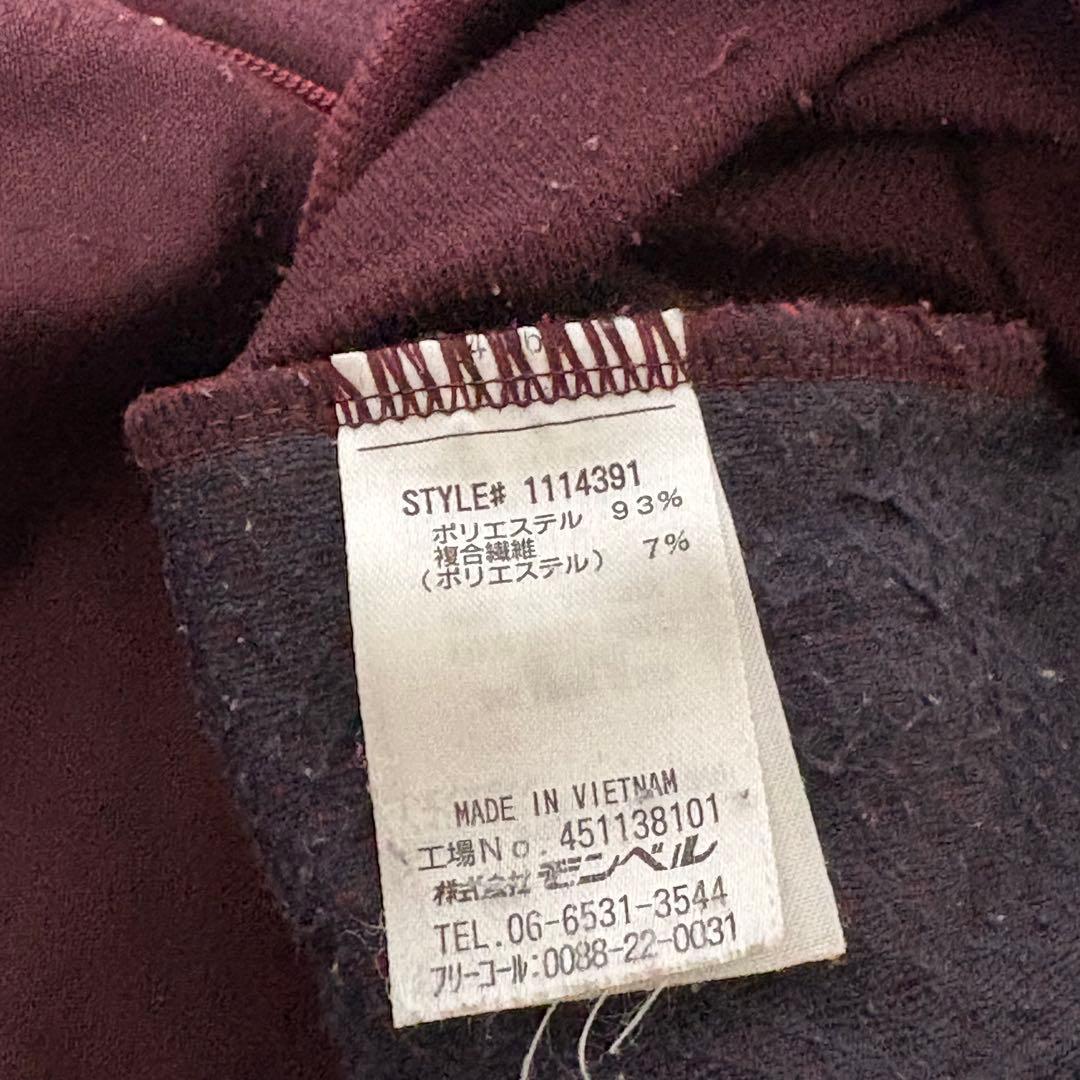 4 6
STYLE# 1114391
ポリエステル 93%
複合繊維
(ポリエステル) 7%
MADE IN VIETNAM
工場No. 451138101
株式会社 モンベル
TEL.06-6531-3544
フリーコール:0088-22-0031